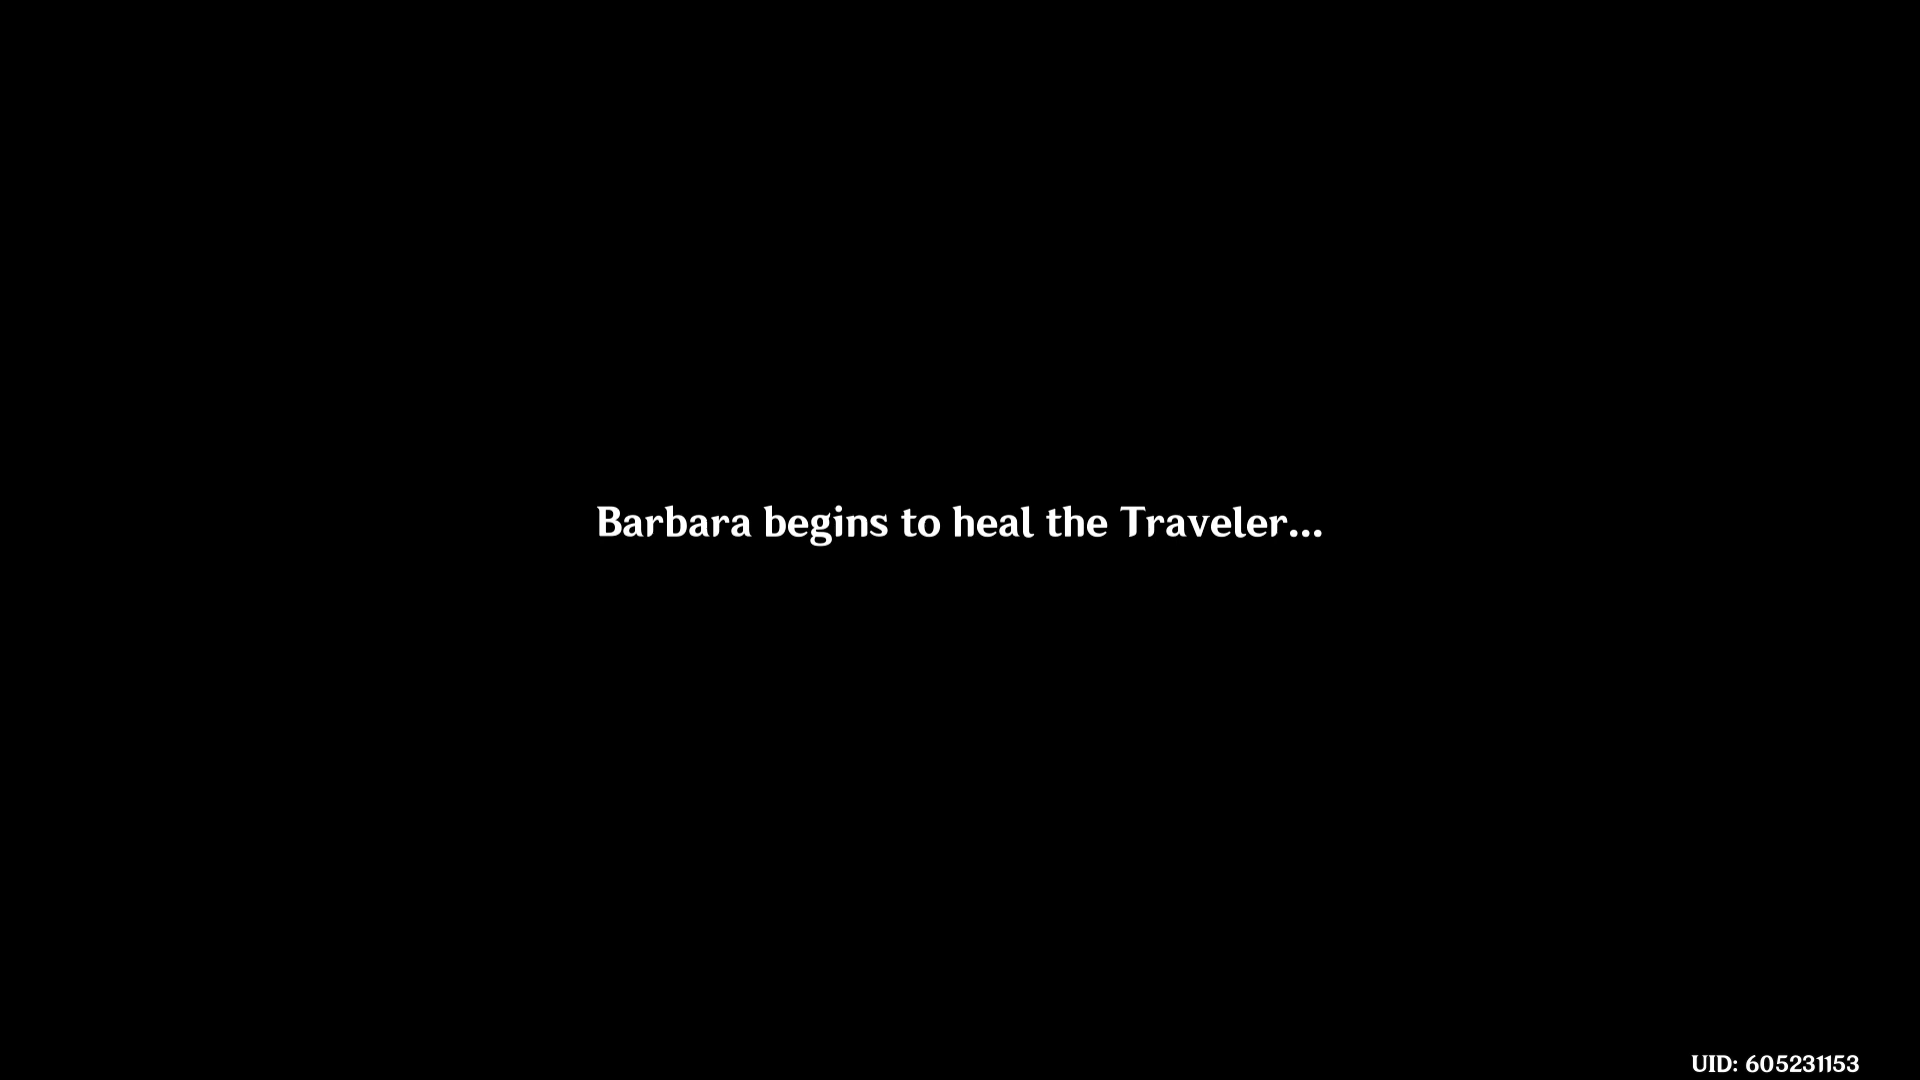 Barbara begins to heal the Traveler...
UID: 605231153